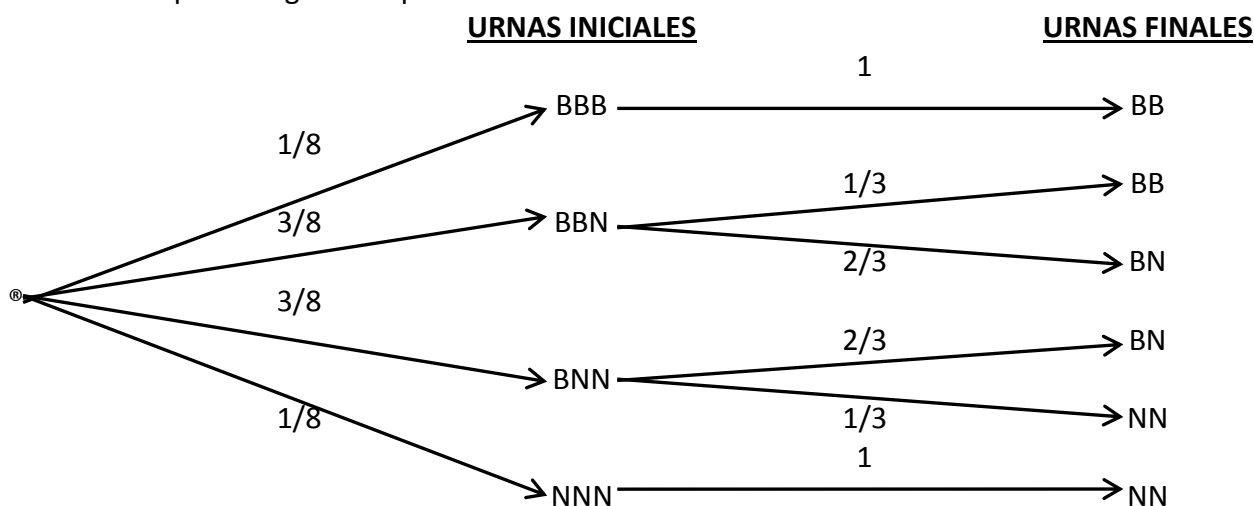 URNAS INICIALES URNAS FINALES
1
BBB BB
1/8
1/3 BB
3/8 BBN
2/3 BN
®
3/8
2/3 BN
BNN
1/8 1/3 NN
1
NNN NN